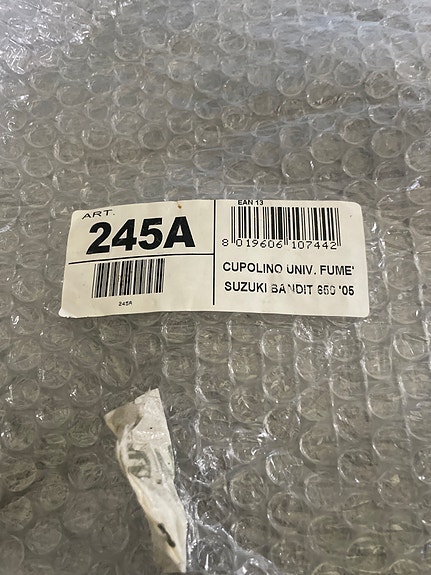 ART.
245A
245A
EAN 13
8 019606 107442
CUPOLINO UNIV. FUME'
SUZUKI BANDIT 650 '05